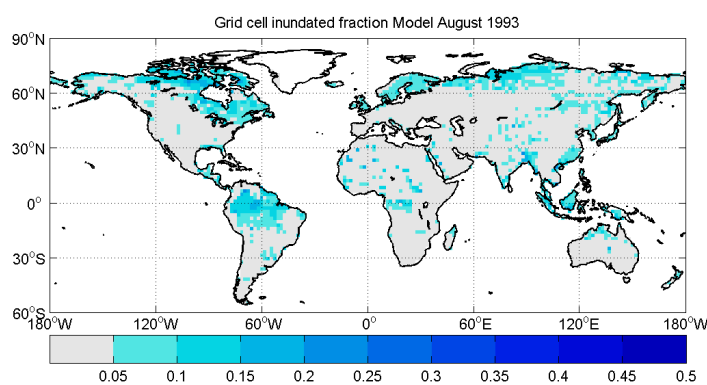 Grid cell inundated fraction Model August 1993
90°N
60°N
30°N
0°
30°S
60°S
180°W 120°W 60°W 0° 60°E 120°E 180°W
0.05 0.1 0.15 0.2 0.25 0.3 0.35 0.4 0.45 0.5